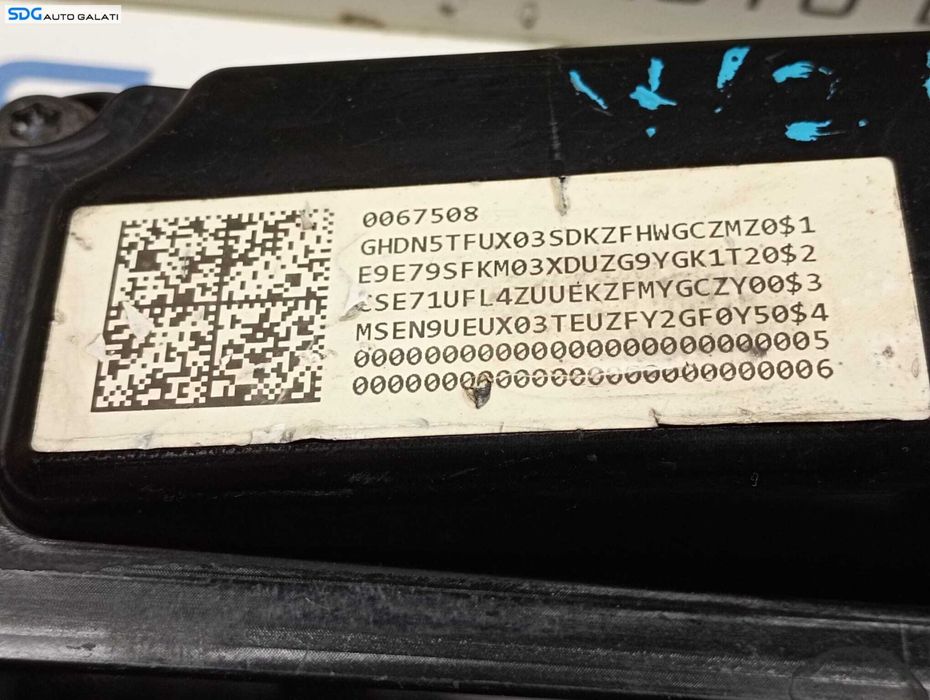 SDG AUTO GALATI
0067508
GHDN5TFUX03SDKZFHWGCZMZ0$1
E9E79SFKM03XDUZG9YGK1T20$2
CSE71UFL4ZUUEKZFMYGCZY00$3
MSEN9UEUX03TEUZFY2GF0Y50$4
00000000000000000000000005
00000000000000000000000006